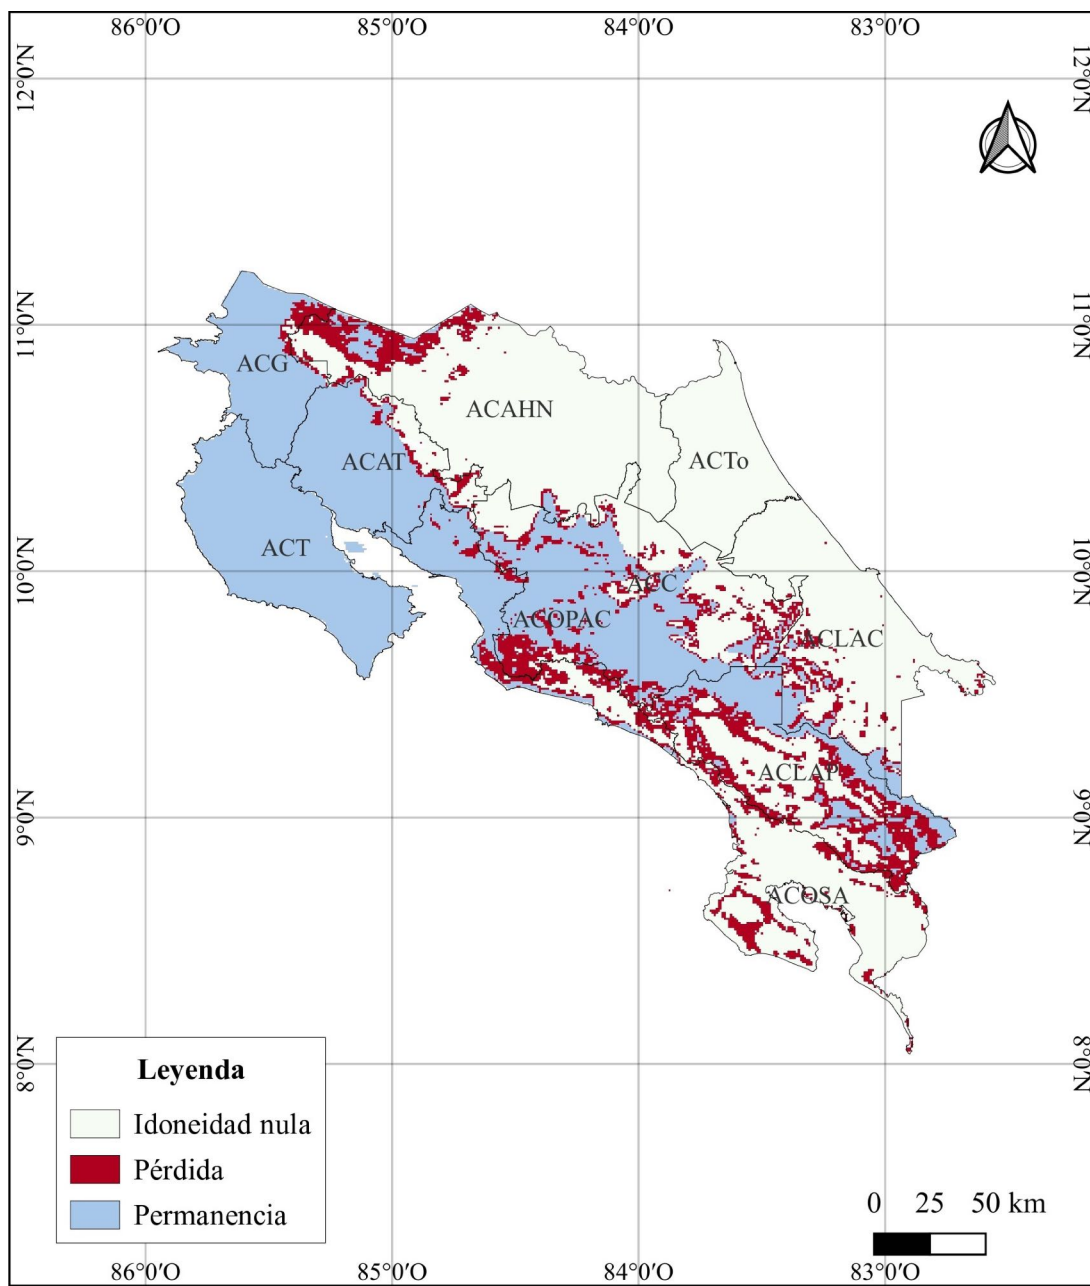 86°0′O 85°0′O 84°0′O 83°0′O
12°0′N 12°0′N
11°0′N 11°0′N
ACG
ACAHN
ACAT
ACTo
ACT
10°0′N 10°0′N
ACC
ACOPAC
ACLAC
ACLAP
9°0′N 9°0′N
ACOSA
8°0′N 8°0′N
Leyenda
Idoneidad nula
Pérdida
Permanencia
0 25 50 km
86°0′O 85°0′O 84°0′O 83°0′O